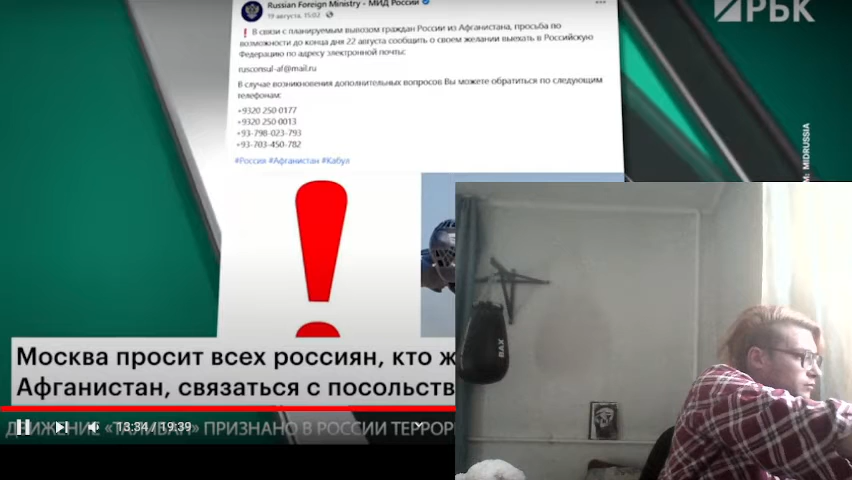 Russian Foreign Ministry - МИД России
19 августа, 15:02
РБК
❗ В связи с планируемым вывозом граждан России из Афганистана, просьба по
возможности до конца дня 22 августа сообщить о своем желании выехать в Российскую
Федерацию по адресу электронной почты:
rusconsul-af@mail.ru
В случае возникновения дополнительных вопросов Вы можете обратиться по следующим
телефонам:
+9320 250 0177
+9320 250 0013
+93-798-023-793
+93-703-450-782
#Россия #Афганистан #Кабул
MIDRUSSIA
Москва просит всех россиян, кто ж
Афганистан, связаться с посольств
ДВИЖЕНИЕ «ТАЛИБАН» ПРИЗНАНО В РОССИИ ТЕРРОР
13:34 / 19:39
BAX